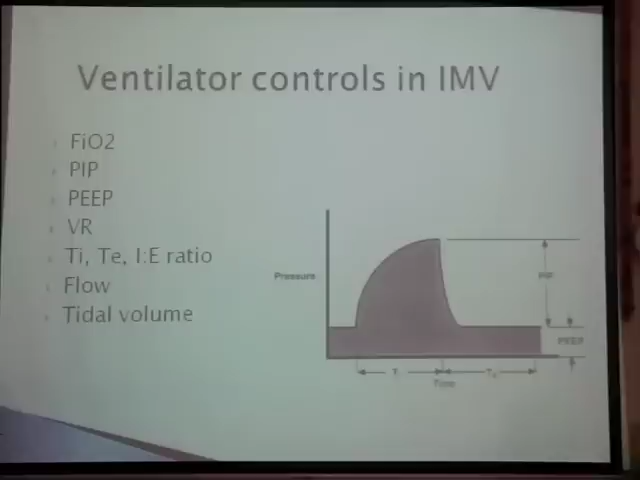 Ventilator controls in IMV
FiO2
PIP
PEEP
VR
Ti, Te, I:E ratio
Flow
Tidal volume
Pressure
PIP
PEEP
Time